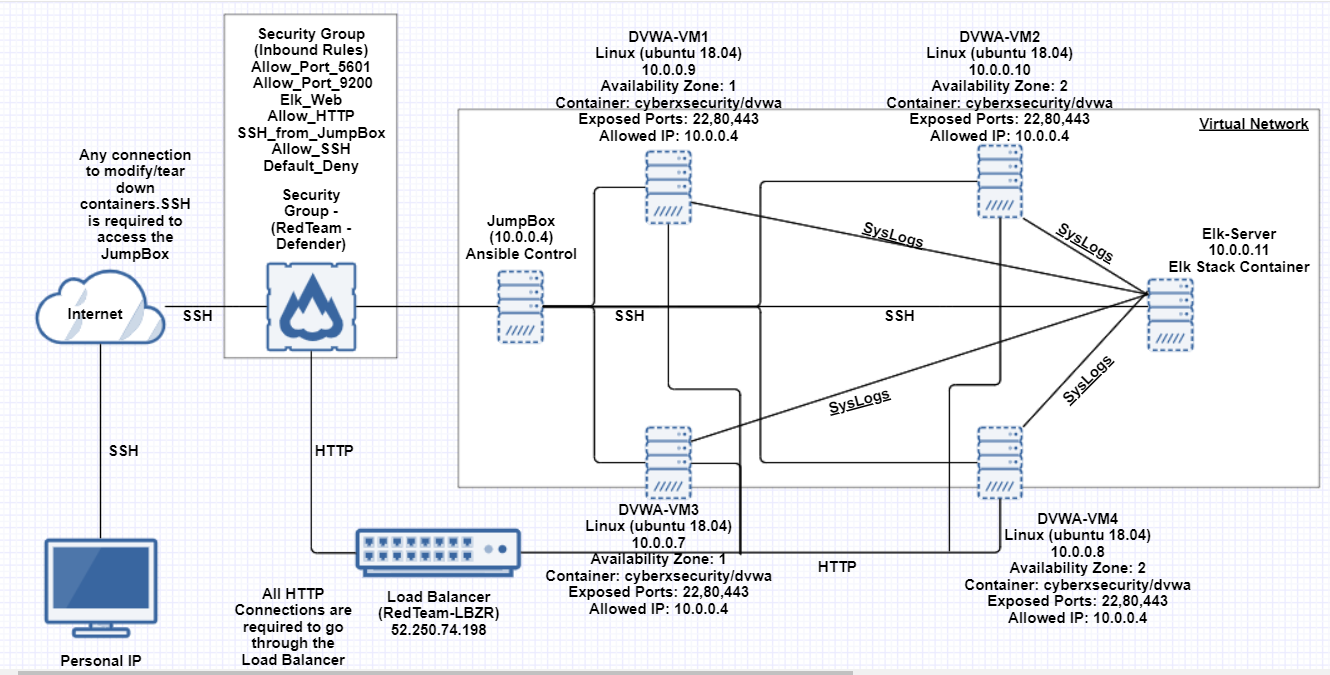 Security Group
(Inbound Rules)
Allow_Port_5601
Allow_Port_9200
Elk_Web
Allow_HTTP
SSH_from_JumpBox
Allow_SSH
Default_Deny
Security
Group -
(RedTeam -
Defender)
Any connection
to modify/tear
down
containers.SSH
is required to
access the
JumpBox
Internet
SSH
SSH
Personal IP
HTTP
All HTTP
Connections are
required to go
through the
Load Balancer
Load Balancer
(RedTeam-LBZR)
52.250.74.198
JumpBox
(10.0.0.4)
Ansible Control
DVWA-VM1
Linux (ubuntu 18.04)
10.0.0.9
Availability Zone: 1
Container: cyberxsecurity/dvwa
Exposed Ports: 22,80,443
Allowed IP: 10.0.0.4
DVWA-VM2
Linux (ubuntu 18.04)
10.0.0.10
Availability Zone: 2
Container: cyberxsecurity/dvwa
Exposed Ports: 22,80,443
Allowed IP: 10.0.0.4
Virtual Network
SysLogs
SysLogs
Elk-Server
10.0.0.11
Elk Stack Container
SSH
SSH
SysLogs
SysLogs
DVWA-VM3
Linux (ubuntu 18.04)
10.0.0.7
Availability Zone: 1
Container: cyberxsecurity/dvwa
Exposed Ports: 22,80,443
Allowed IP: 10.0.0.4
HTTP
DVWA-VM4
Linux (ubuntu 18.04)
10.0.0.8
Availability Zone: 2
Container: cyberxsecurity/dvwa
Exposed Ports: 22,80,443
Allowed IP: 10.0.0.4